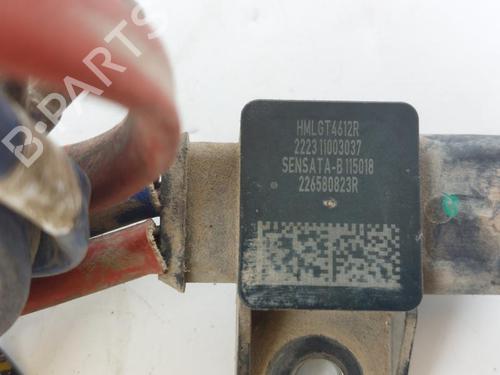 HMLGT4612R
2223 11003037
SENSATA-B 115018
226580823R
B-PARTS